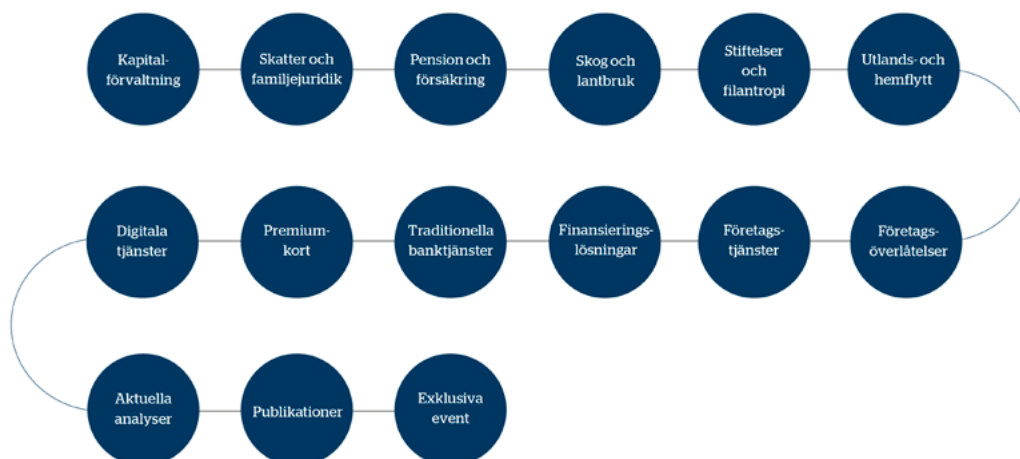 Kapital-
förvaltning
Skatter och
familjejuridik
Pension och
försäkring
Skog och
lantbruk
Stiftelser
och
filantropi
Utlands- och
hemflytt
Digitala
tjänster
Premium-
kort
Traditionella
banktjänster
Finansierings-
lösningar
Företags-
tjänster
Företags-
överlåtelser
Aktuella
analyser
Publikationer
Exklusiva
event